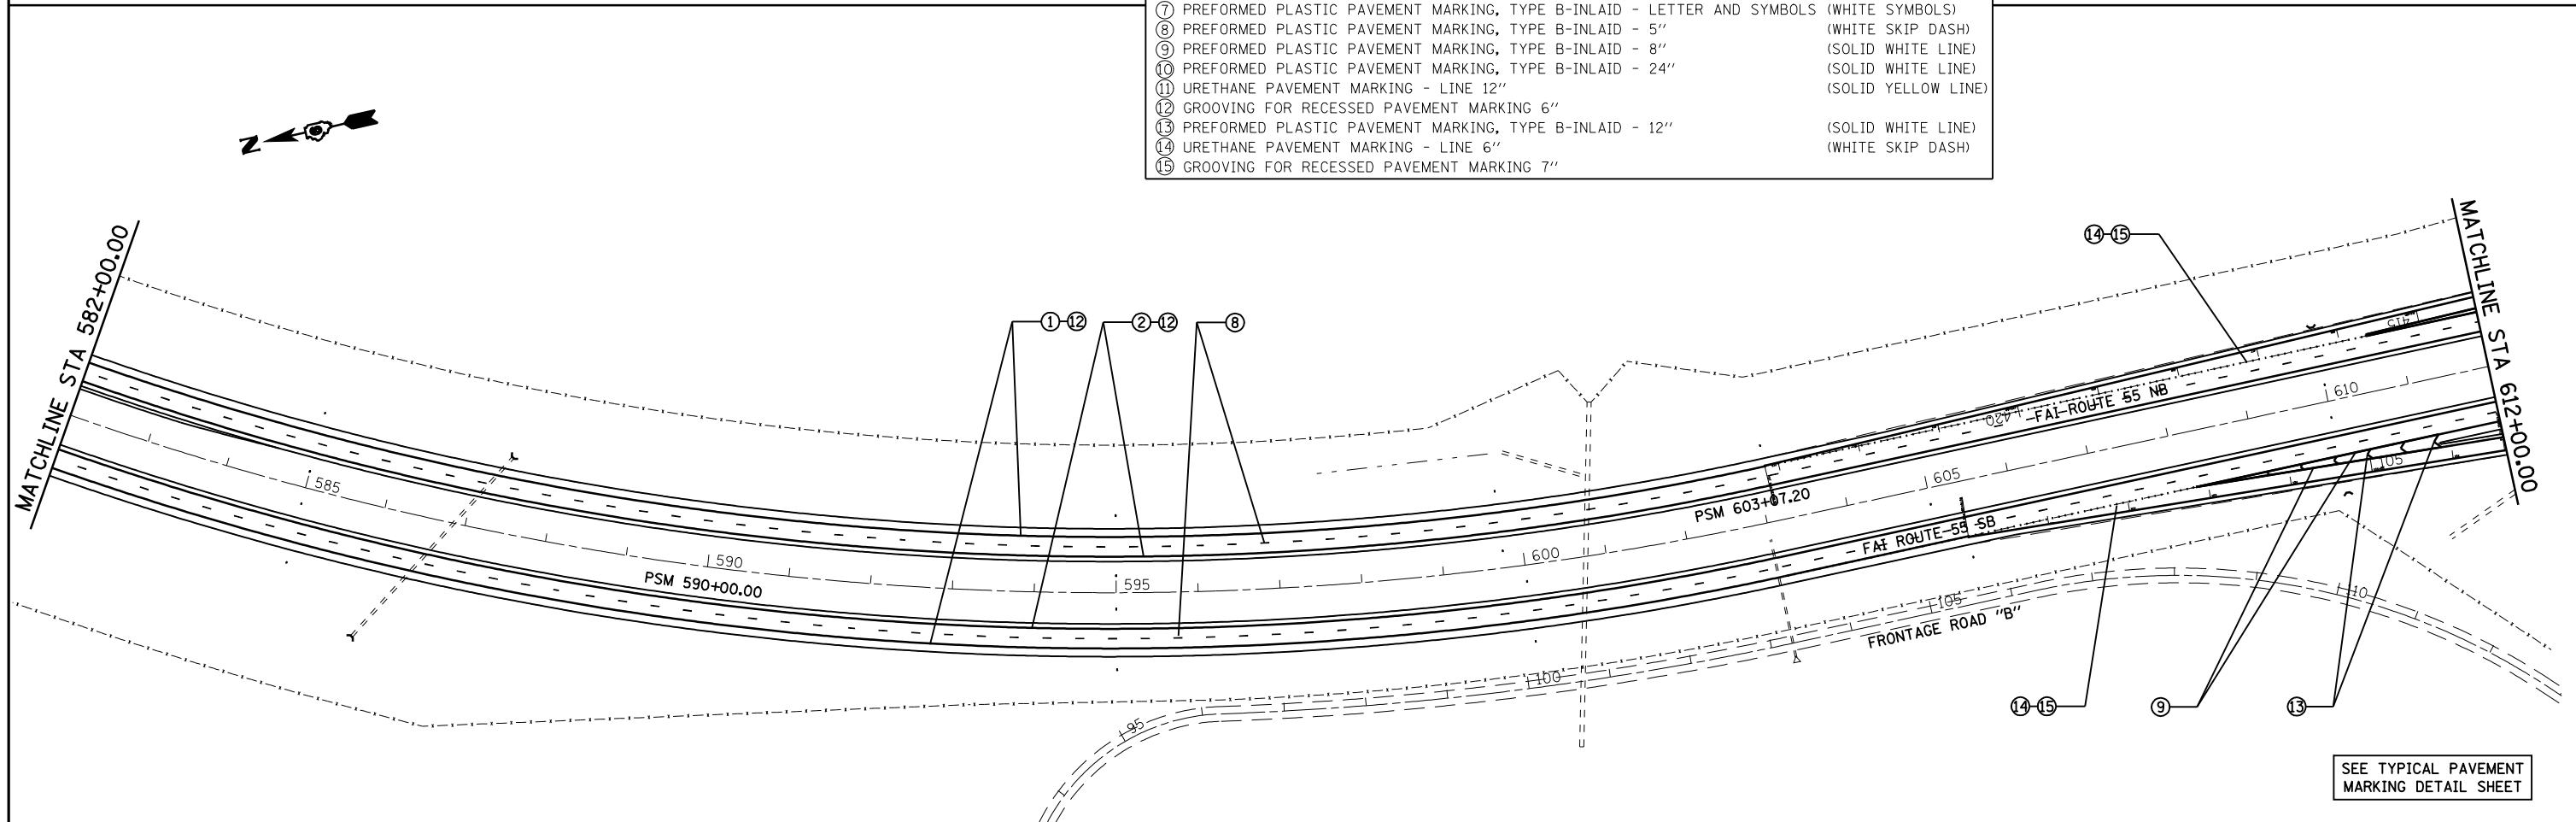 ⑦ PREFORMED PLASTIC PAVEMENT MARKING, TYPE B-INLAID - LETTER AND SYMBOLS (WHITE SYMBOLS)
⑧ PREFORMED PLASTIC PAVEMENT MARKING, TYPE B-INLAID - 5" (WHITE SKIP DASH)
⑨ PREFORMED PLASTIC PAVEMENT MARKING, TYPE B-INLAID - 8" (SOLID WHITE LINE)
⑩ PREFORMED PLASTIC PAVEMENT MARKING, TYPE B-INLAID - 24" (SOLID WHITE LINE)
⑪ URETHANE PAVEMENT MARKING - LINE 12" (SOLID YELLOW LINE)
⑫ GROOVING FOR RECESSED PAVEMENT MARKING 6"
⑬ PREFORMED PLASTIC PAVEMENT MARKING, TYPE B-INLAID - 12" (SOLID WHITE LINE)
⑭ URETHANE PAVEMENT MARKING - LINE 6" (WHITE SKIP DASH)
⑮ GROOVING FOR RECESSED PAVEMENT MARKING 7"
N
MATCHLINE STA 582+00.00
MATCHLINE STA 612+00.00
⑭ ⑮
① ⑫
② ⑫
⑧
415
420
FAI ROUTE 55 NB
610
605
105
PSM 603+07.20
FAI ROUTE 55 SB
585
590
PSM 590+00.00
595
600
105
110
FRONTAGE ROAD "B"
100
95
⑭ ⑮
⑨
⑬
SEE TYPICAL PAVEMENT
MARKING DETAIL SHEET